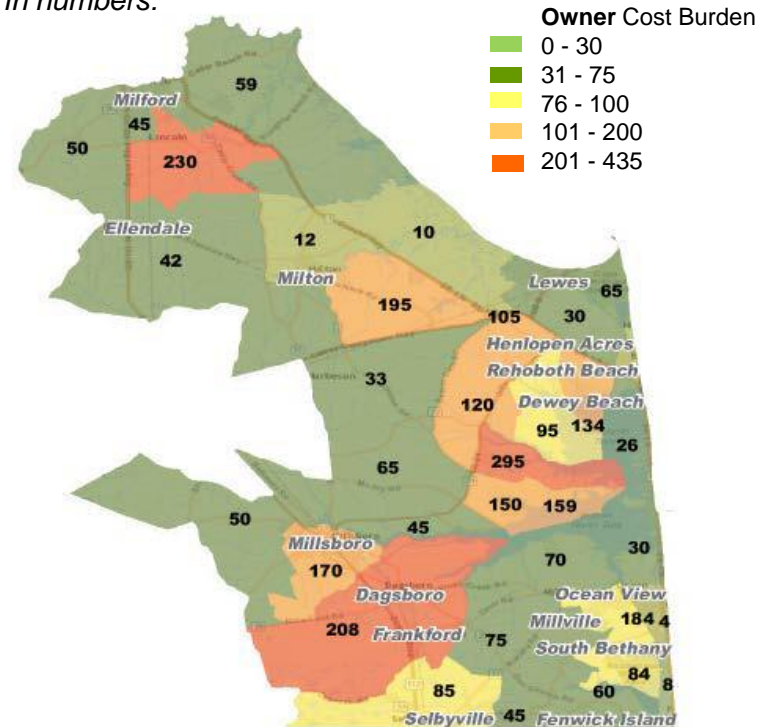 in numbers.
Owner Cost Burden
0 - 30
31 - 75
76 - 100
101 - 200
201 - 435
59
Milford
45
50
Lincoln
230
Ellendale
42
12
10
Milton
195
Lewes
65
105
30
Henlopen Acres
Rehoboth Beach
33
120
Dewey Beach
95
134
26
65
295
150
159
50
45
Millsboro
70
30
170
Dagsboro
Ocean View
208
Frankford
Millville
184
4
75
South Bethany
84
8
85
60
Selbyville
45
Fenwick Island